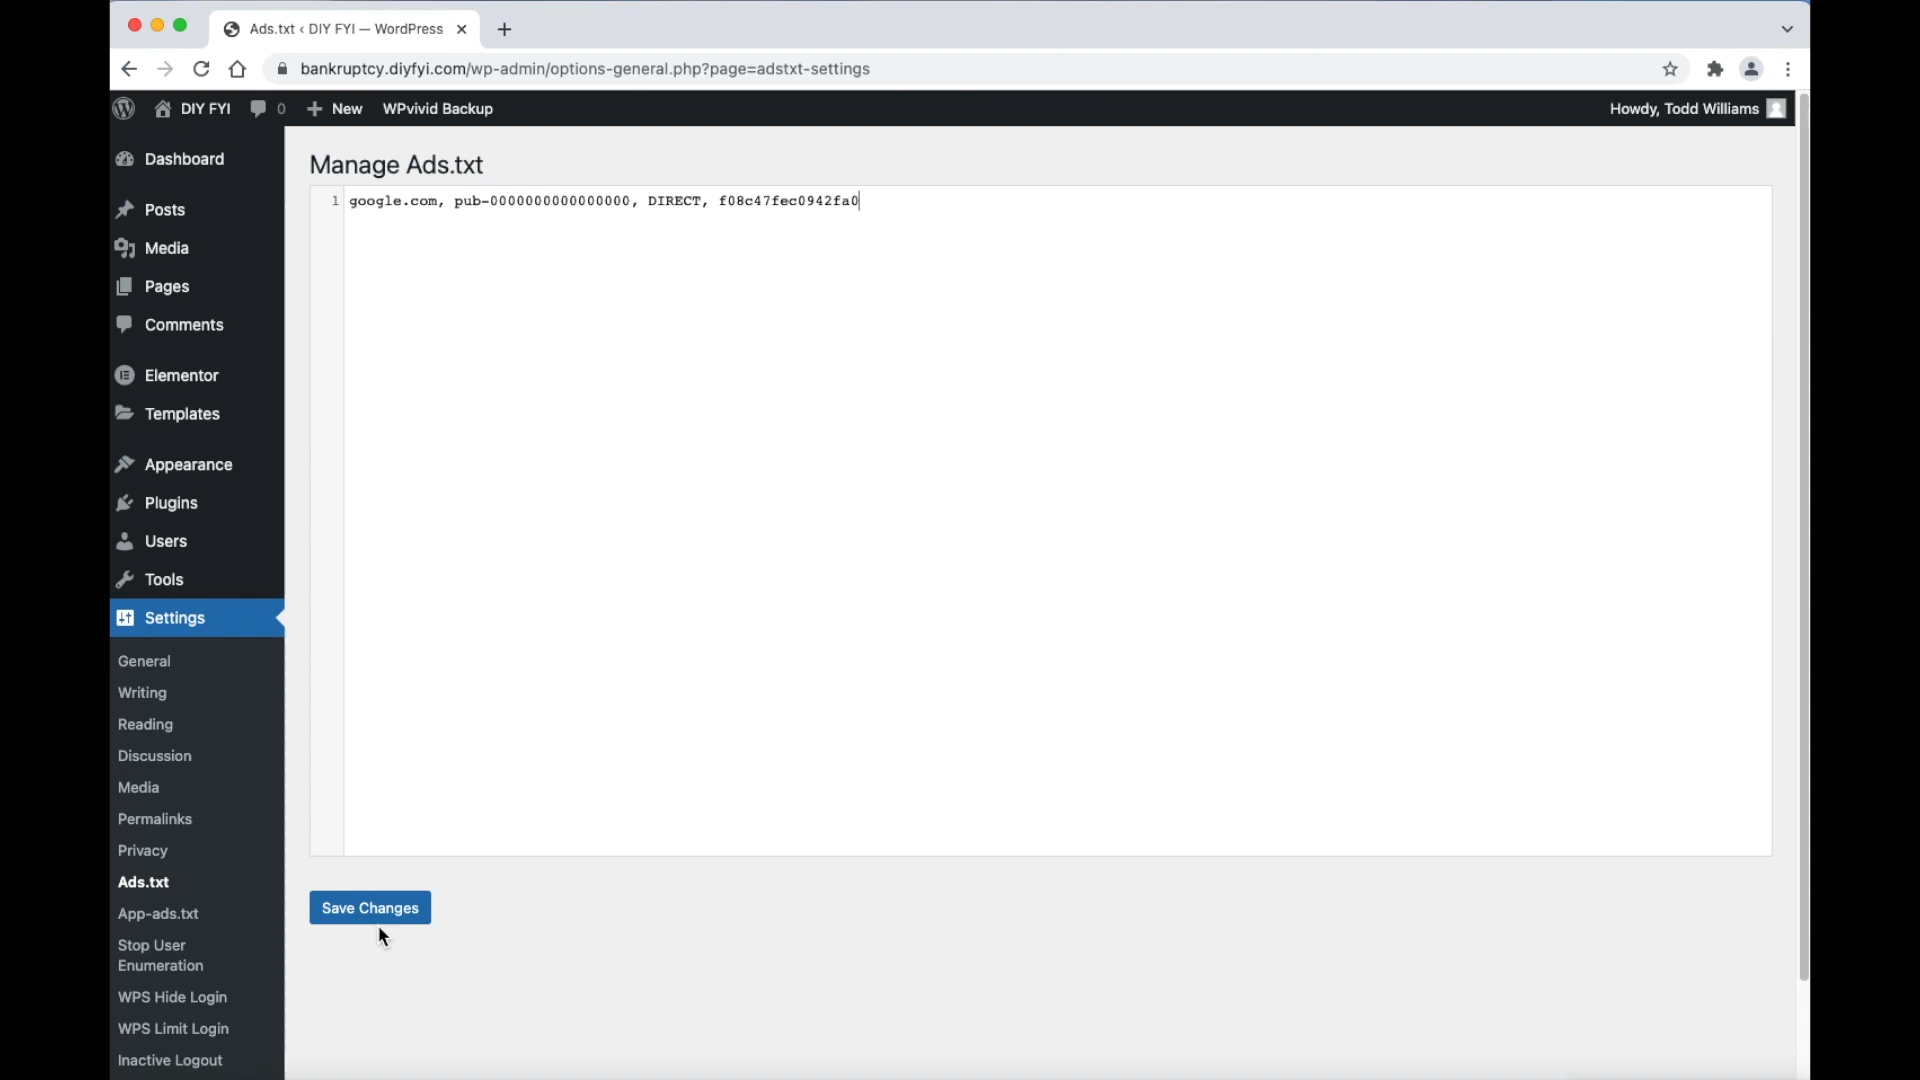 Ads.txt ‹ DIY FYI — WordPress
bankruptcy.diyfyi.com/wp-admin/options-general.php?page=adstxt-settings
DIY FYI 0 New WPvivid Backup Howdy, Todd Williams
Dashboard
Posts
Media
Pages
Comments
Elementor
Templates
Appearance
Plugins
Users
Tools
Settings
General
Writing
Reading
Discussion
Media
Permalinks
Privacy
Ads.txt
App-ads.txt
Stop User
Enumeration
WPS Hide Login
WPS Limit Login
Inactive Logout
Manage Ads.txt
1 google.com, pub-0000000000000000, DIRECT, f08c47fec0942fa0
Save Changes